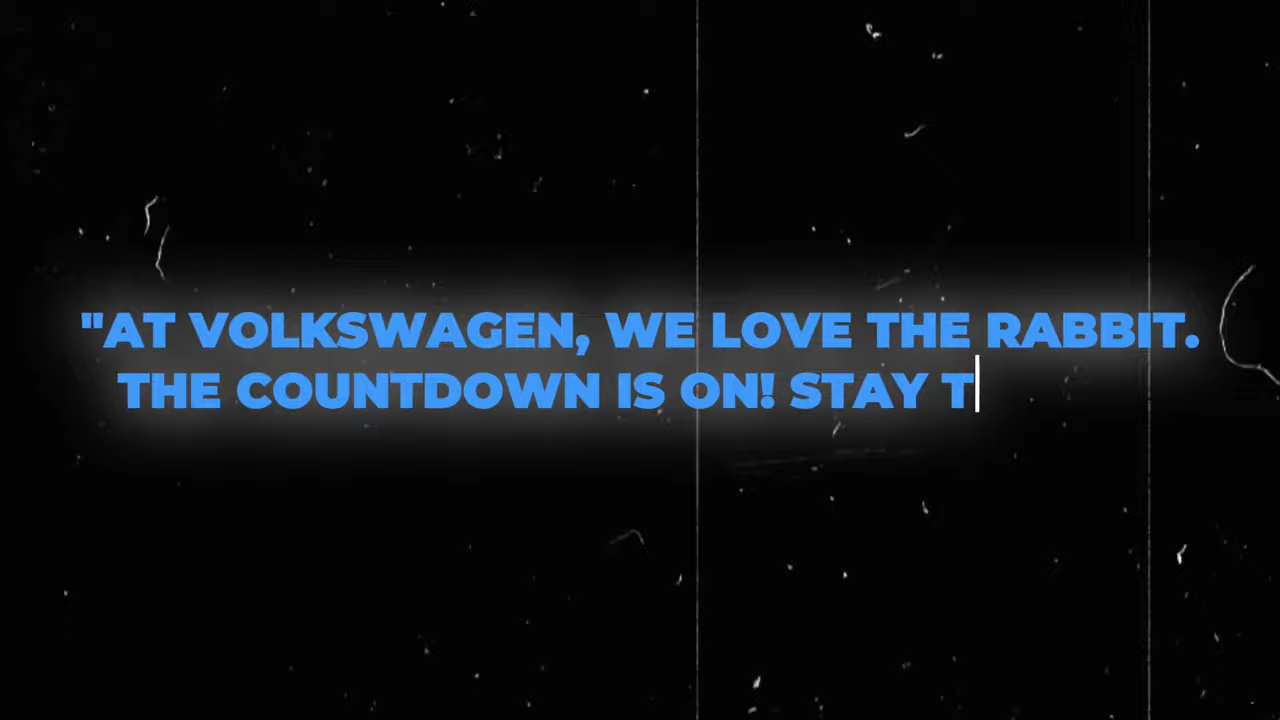 "AT VOLKSWAGEN, WE LOVE THE RABBIT.
THE COUNTDOWN IS ON! STAY T